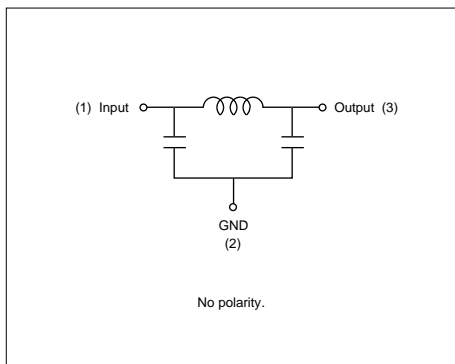 (1) Input
Output (3)
GND
(2)
No polarity.